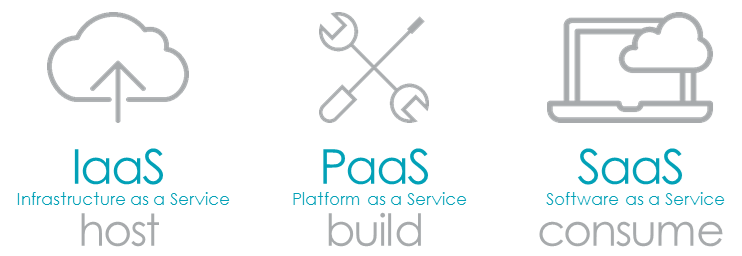 IaaS
Infrastructure as a Service
host
PaaS
Platform as a Service
build
SaaS
Software as a Service
consume